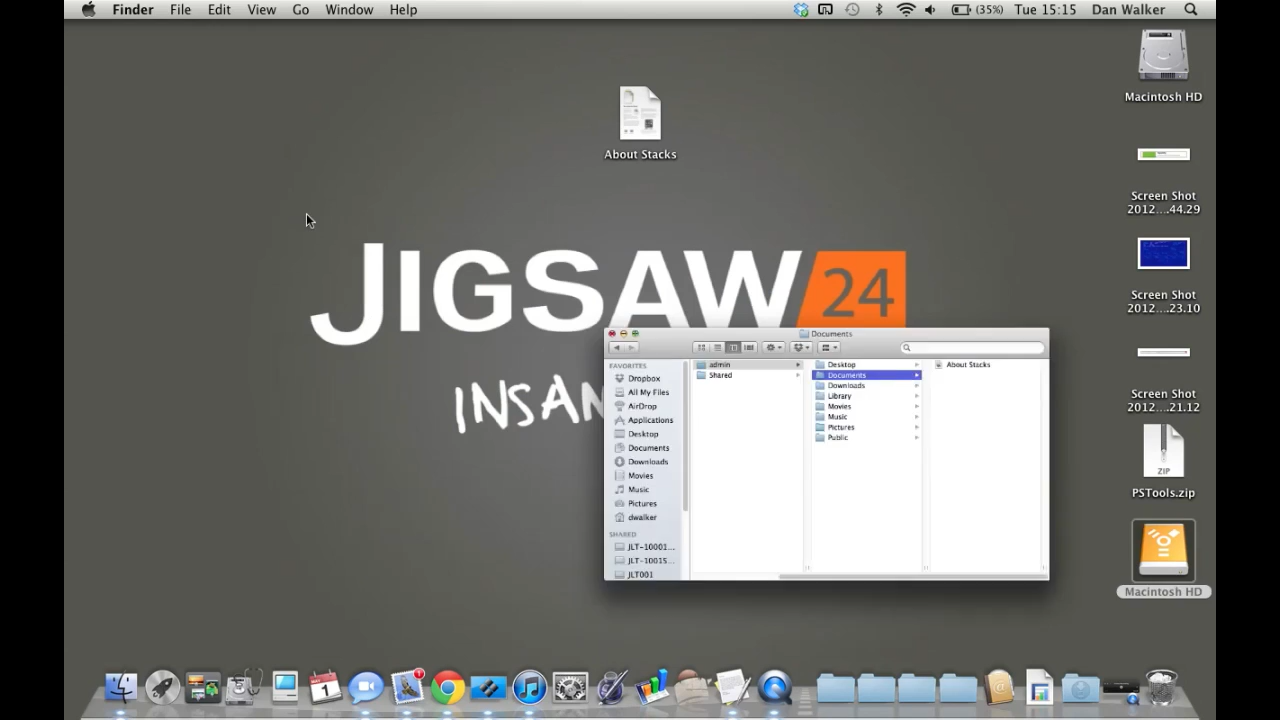 Finder File Edit View Go Window Help (35%) Tue 15:15 Dan Walker
Macintosh HD
About Stacks
Screen Shot
2012....44.29
JIGSAW 24
INSAN
Screen Shot
2012....23.10
Screen Shot
2012....21.12
PSTools.zip
ZIP
Macintosh HD
Documents
FAVORITES
Dropbox
All My Files
AirDrop
Applications
Desktop
Documents
Downloads
Movies
Music
Pictures
dwalker
SHARED
JLT-10001...
JLT-10015...
JLT001
admin
Shared
Desktop
Documents
Downloads
Library
Movies
Music
Pictures
Public
About Stacks
1